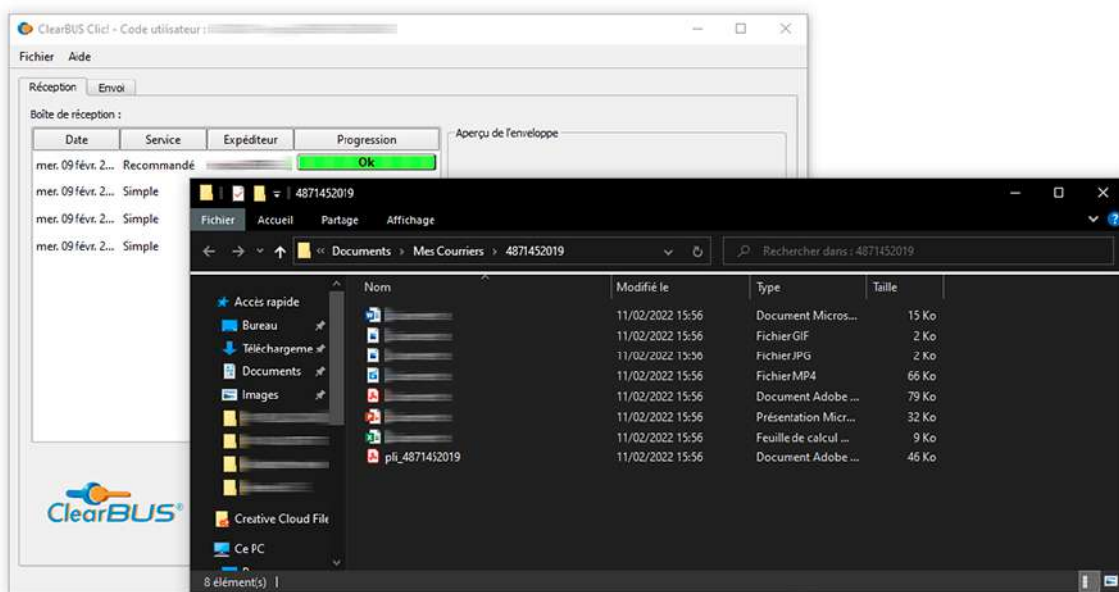 ClearBUS Clic! - Code utilisateur :
Fichier Aide
Réception Envoi
Boîte de réception :
Date Service Expéditeur Progression
Aperçu de l'enveloppe
mer. 09 févr. 2... Recommandé Ok
mer. 09 févr. 2... Simple
mer. 09 févr. 2... Simple
mer. 09 févr. 2... Simple
ClearBUS®
4871452019
Fichier Accueil Partage Affichage
« Documents > Mes Courriers > 4871452019
Rechercher dans : 4871452019
Nom Modifié le Type Taille
Accès rapide
Bureau
Téléchargeme
Documents
Images
Creative Cloud File
Ce PC
11/02/2022 15:56 Document Micros... 15 Ko
11/02/2022 15:56 Fichier GIF 2 Ko
11/02/2022 15:56 Fichier JPG 2 Ko
11/02/2022 15:56 Fichier MP4 66 Ko
11/02/2022 15:56 Document Adobe ... 79 Ko
11/02/2022 15:56 Présentation Micr... 32 Ko
11/02/2022 15:56 Feuille de calcul ... 9 Ko
pli_4871452019 11/02/2022 15:56 Document Adobe ... 46 Ko
8 élément(s)